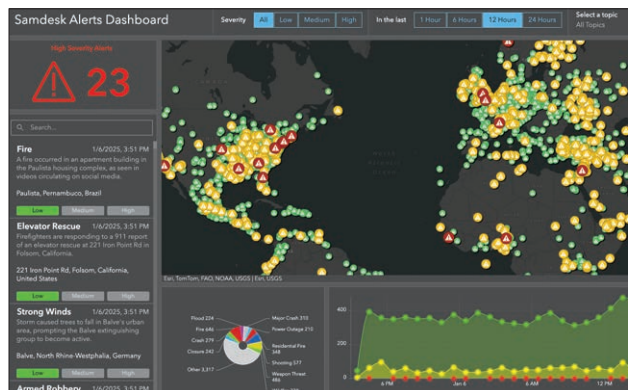 Samdesk Alerts Dashboard
Severity
All
Low
Medium
High
In the last
1 Hour
6 Hours
12 Hours
24 Hours
Select a topic
All Topics
High Severity Alerts
23
Search...
Fire
1/6/2025, 3:51 PM
A fire occurred in an apartment building in
the Paulista housing complex, as seen in
videos circulating on social media.
Paulista, Pernambuco, Brazil
Low
Medium
High
Elevator Rescue
1/6/2025, 3:51 PM
Firefighters are responding to a 911 report
of an elevator rescue at 221 Iron Point Rd in
Folsom, California.
221 Iron Point Rd, Folsom, California,
United States
Low
Medium
High
Strong Winds
1/6/2025, 3:51 PM
Storm caused trees to fall in Balve's urban
area, prompting the Balve extinguishing
group to become active.
Balve, North Rhine-Westphalia, Germany
Low
Medium
High
Armed Robbery
1/6/2025, 3:51 PM
Esri, TomTom, FAO, NOAA, USGS | Esri, USGS
Major Crash 310
Power Outage 310
Residential Fire
348
Shooting 377
Weapon Threat
Fire 646
Crash 279
Closure 242
Other 3,317
400
200
0
6 PM
Jan 6
6 AM
12 PM